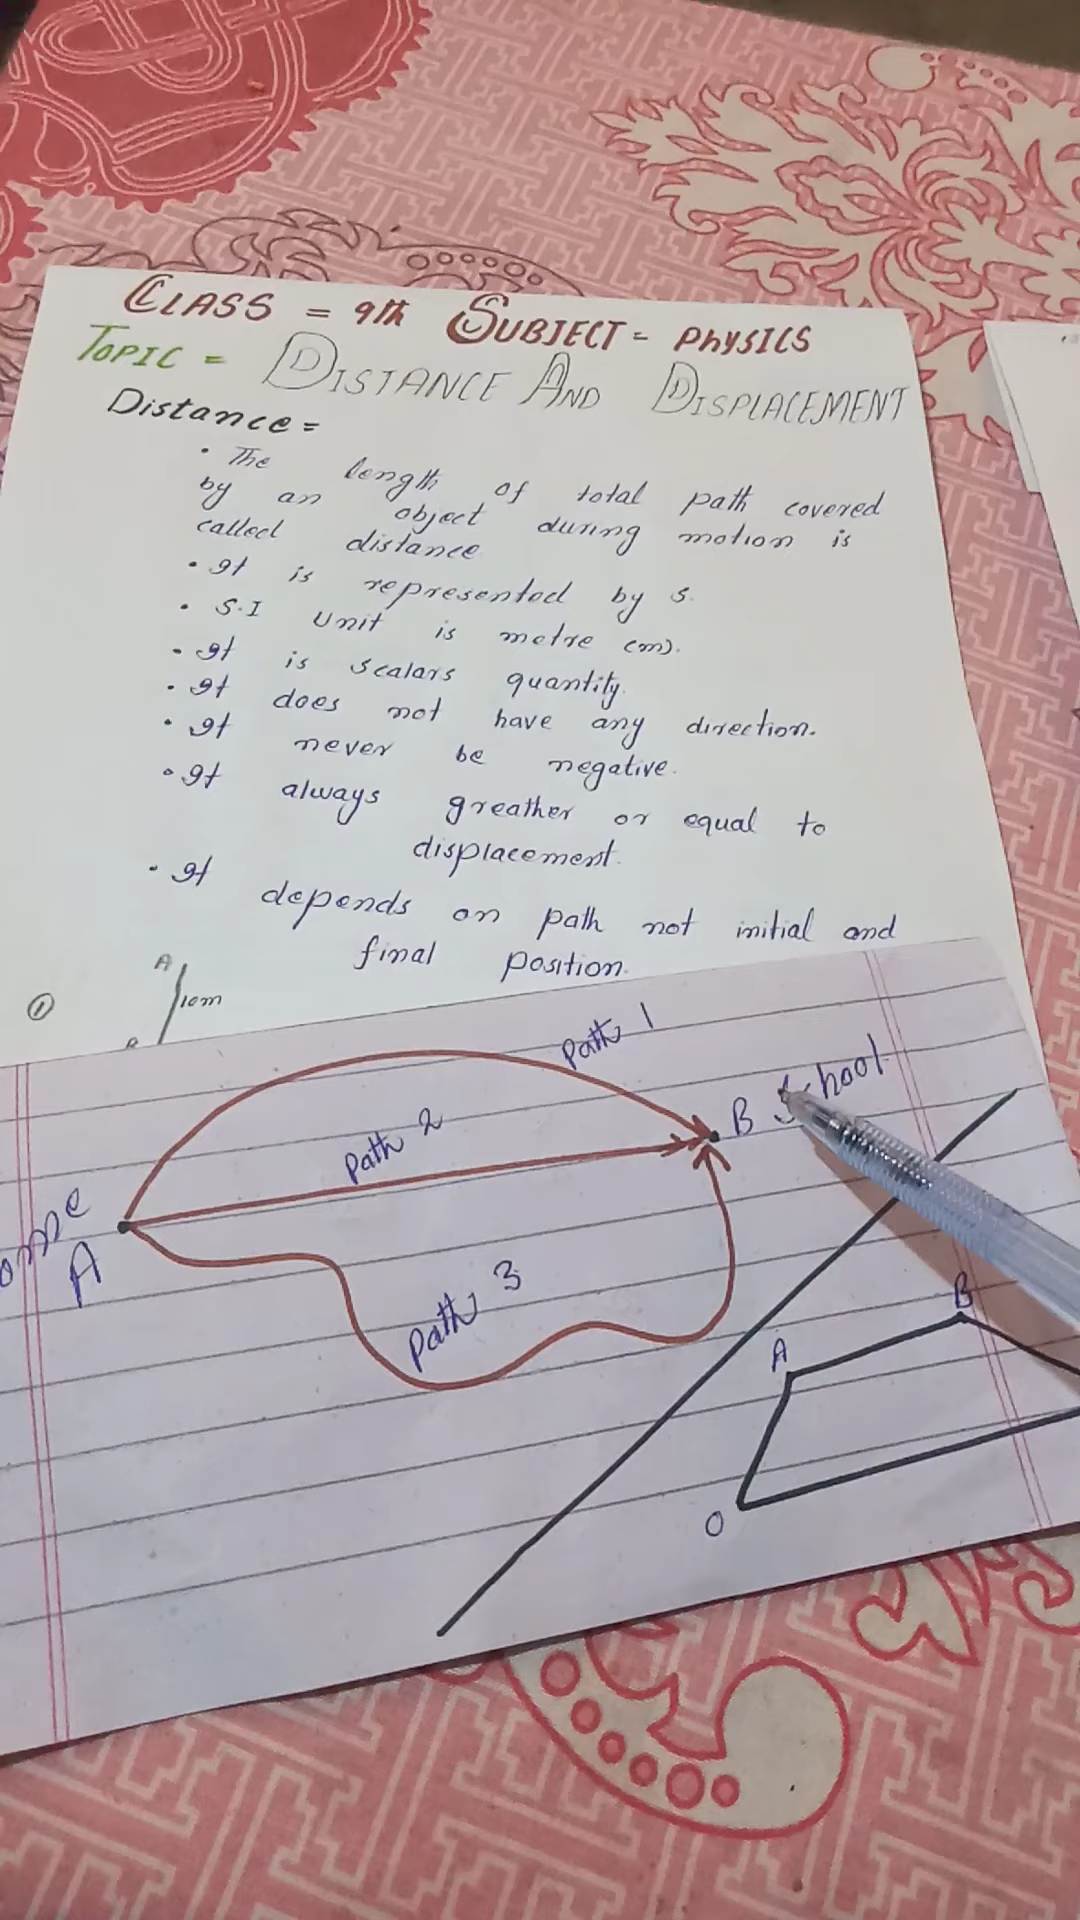 CLASS = 9th SUBJECT = PHYSICS
TOPIC = DISTANCE AND DISPLACEMENT
Distance =
• The length of total path covered
by an object during motion is
called distance
• It is represented by s.
• S.I unit is metre (m).
• It is scalars quantity.
• It does not have any direction.
• It never be negative.
• It always greather or equal to
displacement.
• It depends on path not initial and
final position.
A
① 1cm
B
Path 1
B School
Path 2
ome
A
Path 3
B
A
O